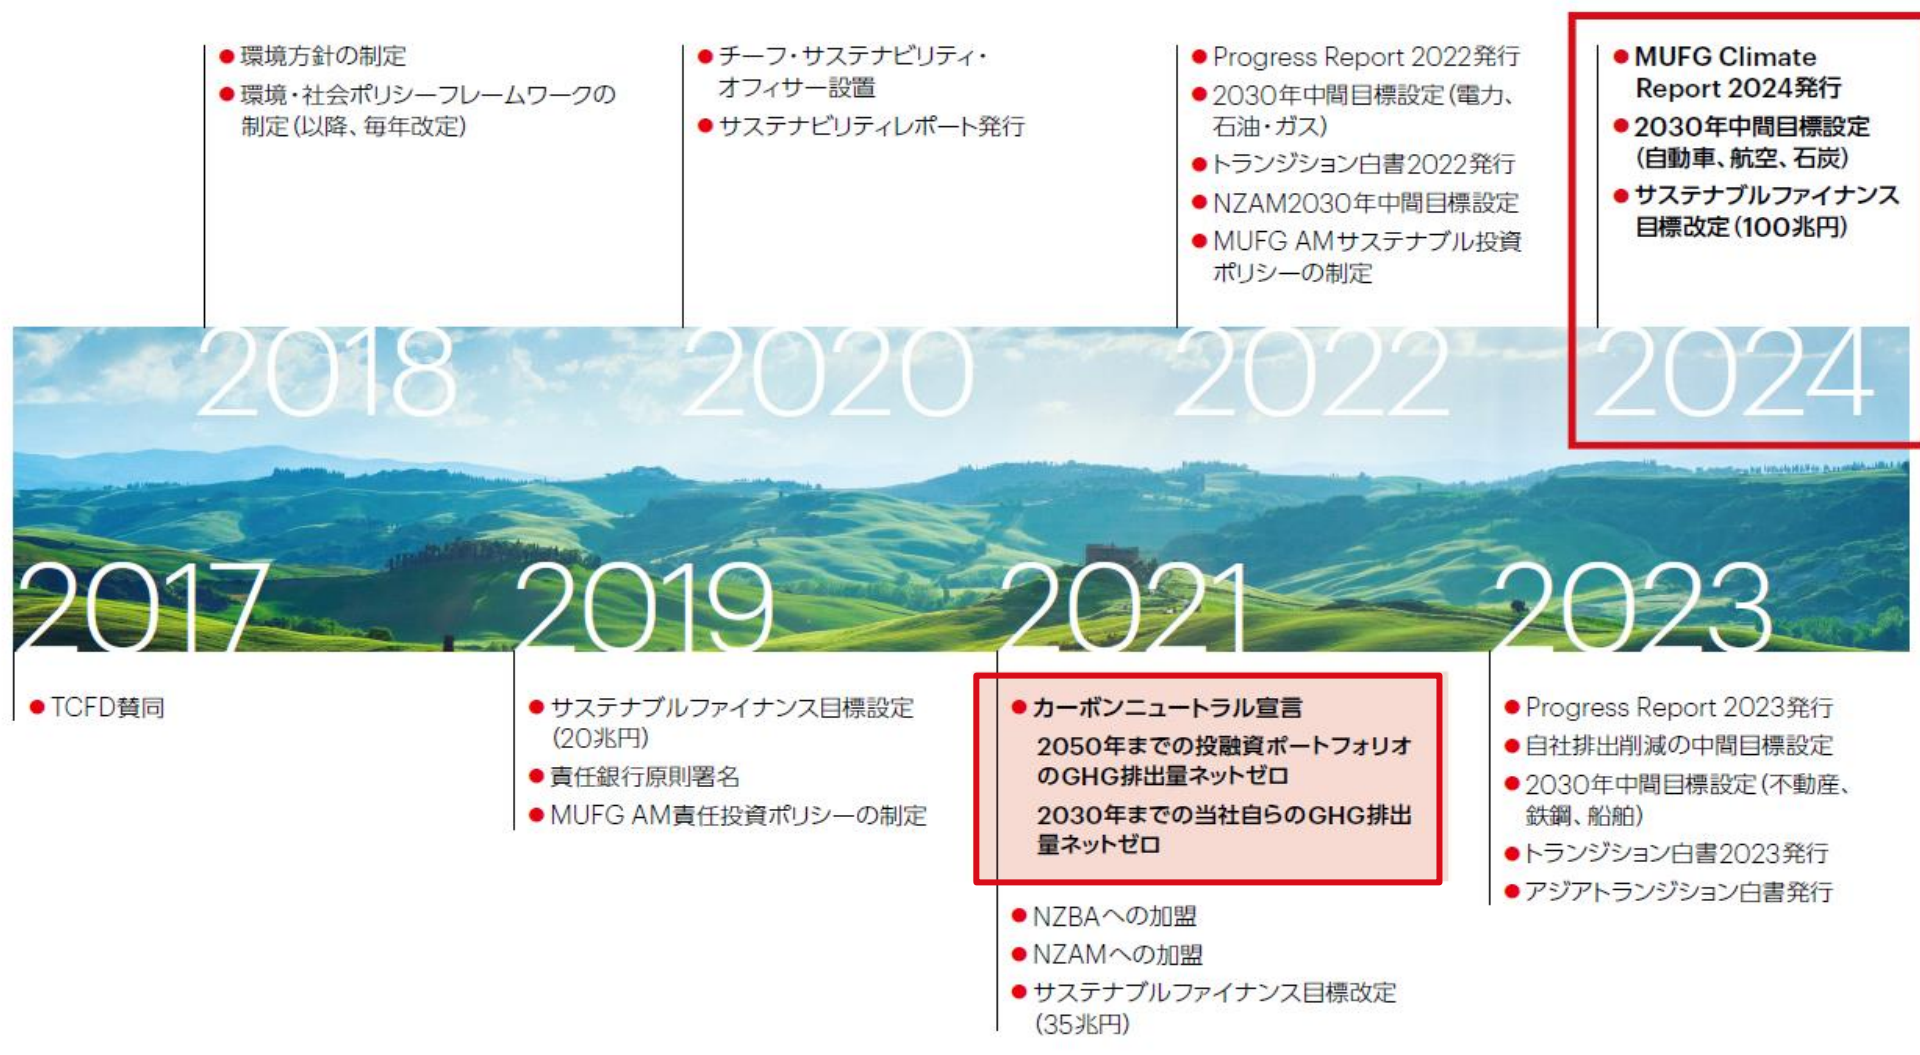 ●環境方針の制定
●環境・社会ポリシーフレームワークの
制定(以降、毎年改定)
●チーフ・サステナビリティ・
オフィサー設置
●サステナビリティレポート発行
●Progress Report 2022発行
●2030年中間目標設定(電力、
石油・ガス)
●トランジション白書2022発行
●NZAM2030年中間目標設定
●MUFG AMサステナブル投資
ポリシーの制定
●MUFG Climate
Report 2024発行
●2030年中間目標設定
(自動車、航空、石炭)
●サステナブルファイナンス
目標改定(100兆円)
2018
2020
2022
2024
2017
2019
2021
2023
●TCFD賛同
●サステナブルファイナンス目標設定
(20兆円)
●責任銀行原則署名
●MUFG AM責任投資ポリシーの制定
●カーボンニュートラル宣言
2050年までの投融資ポートフォリオ
のGHG排出量ネットゼロ
2030年までの当社自らのGHG排出
量ネットゼロ
●NZBAへの加盟
●NZAMへの加盟
●サステナブルファイナンス目標改定
(35兆円)
●Progress Report 2023発行
●自社排出削減の中間目標設定
●2030年中間目標設定(不動産、
鉄鋼、船舶)
●トランジション白書2023発行
●アジアトランジション白書発行